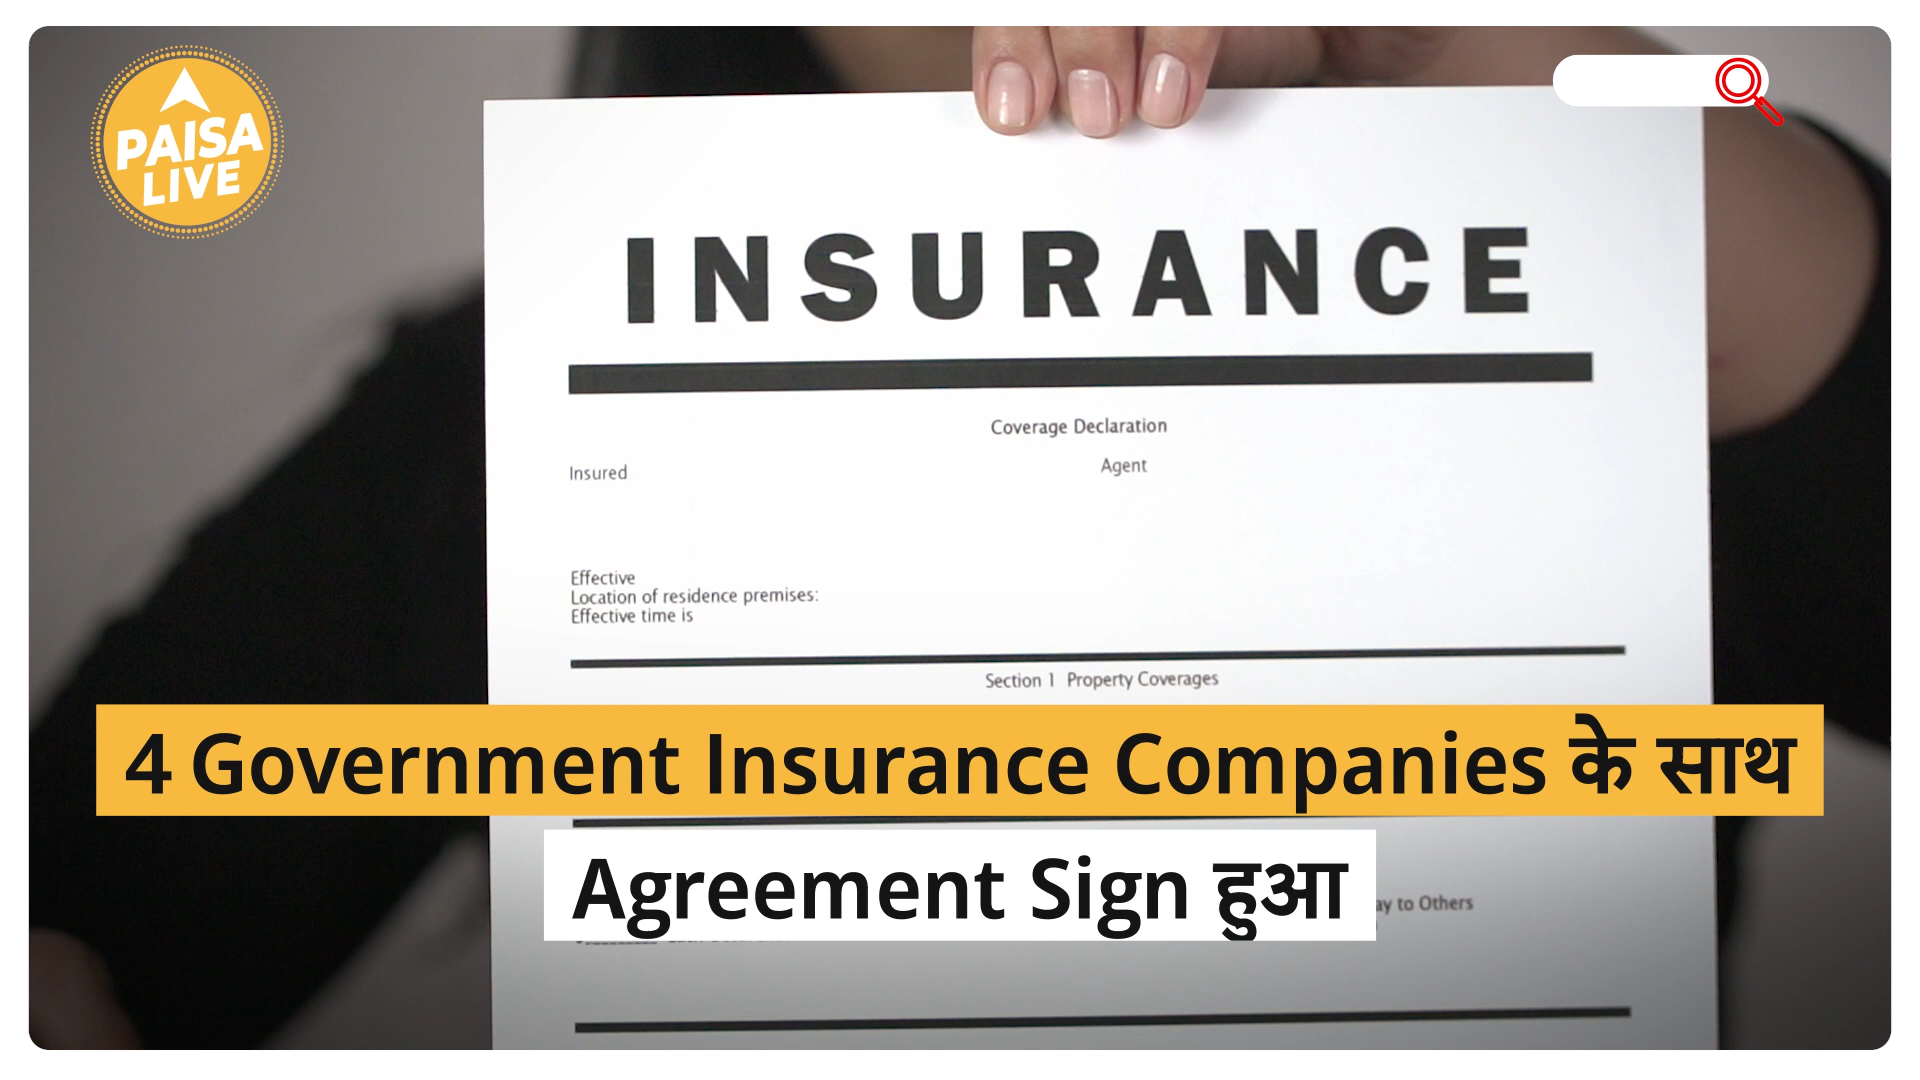 PAISA
LIVE
INSURANCE
Coverage Declaration
Insured
Agent
Effective
Location of residence premises:
Effective time is
Section 1 Property Coverages
4 Government Insurance Companies के साथ
Agreement Sign हुआ
to Others